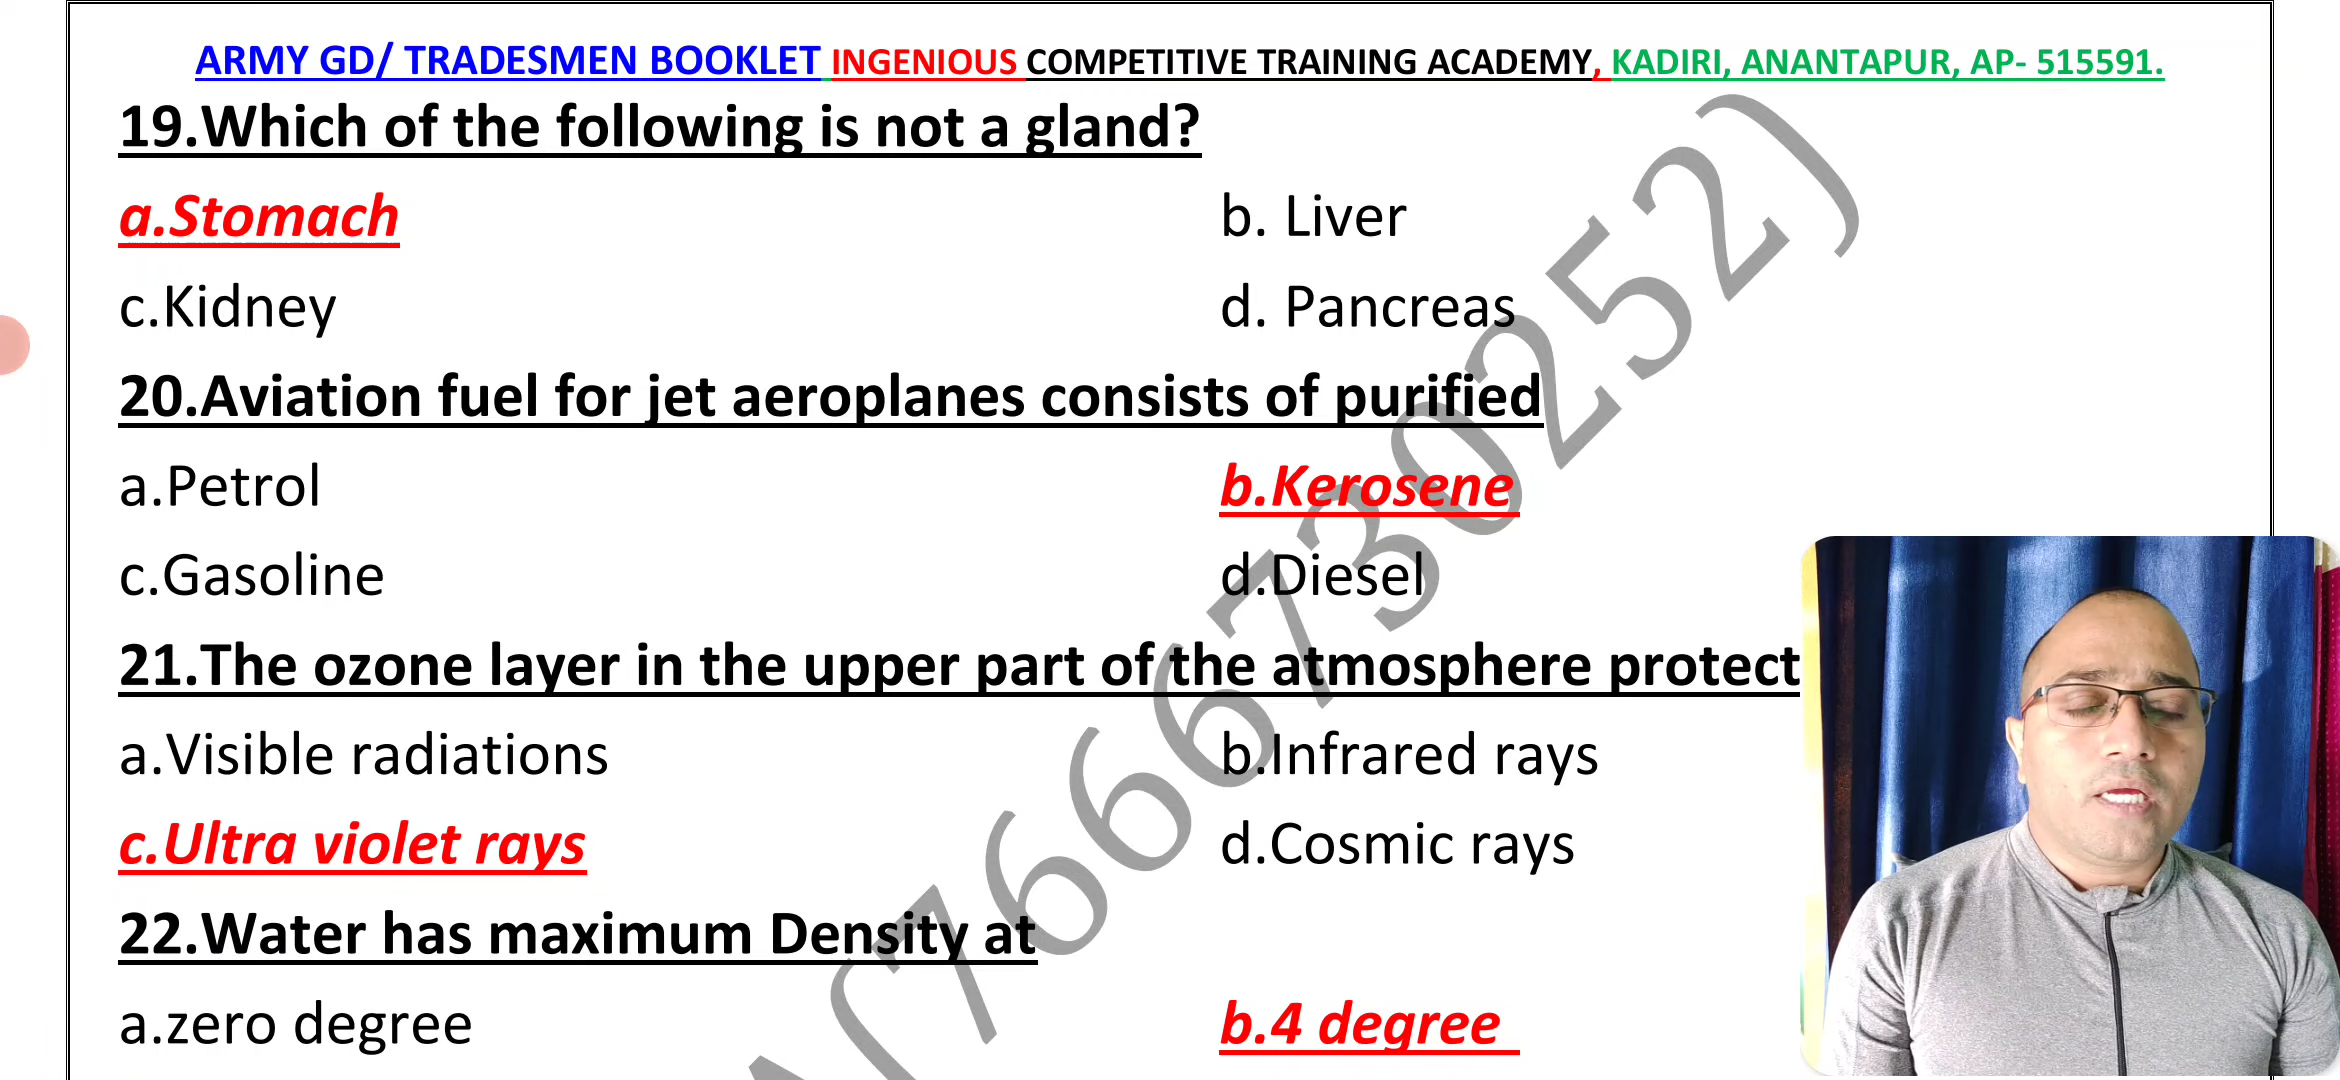 ARMY GD/ TRADESMEN BOOKLET INGENIOUS COMPETITIVE TRAINING ACADEMY, KADIRI, ANANTAPUR, AP- 515591.
19.Which of the following is not a gland?
a.Stomach b. Liver
c.Kidney d. Pancreas
20.Aviation fuel for jet aeroplanes consists of purified
a.Petrol b.Kerosene
c.Gasoline d.Diesel
21.The ozone layer in the upper part of the atmosphere protect
a.Visible radiations b.Infrared rays
c.Ultra violet rays d.Cosmic rays
22.Water has maximum Density at
a.zero degree b.4 degree
(7666730252)